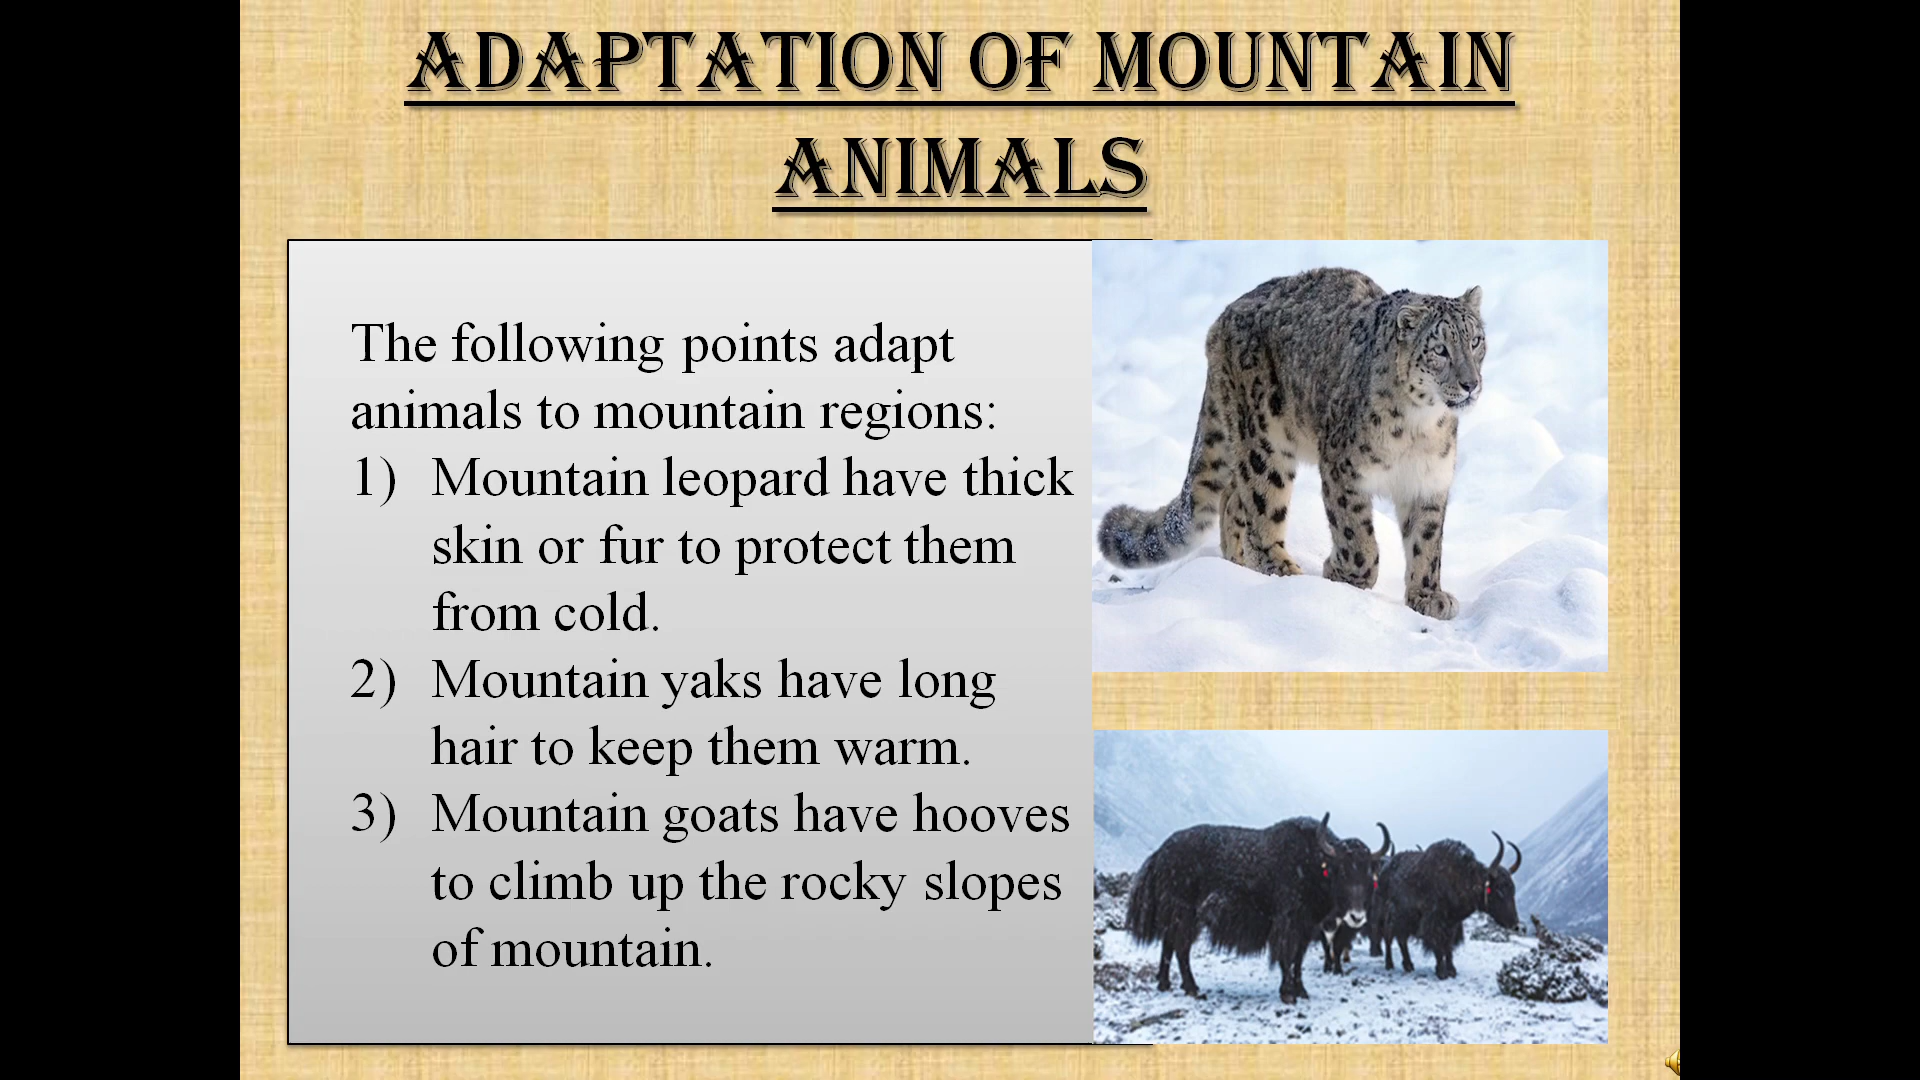 ADAPTATION OF MOUNTAIN
ANIMALS
The following points adapt
animals to mountain regions:
1) Mountain leopard have thick
skin or fur to protect them
from cold.
2) Mountain yaks have long
hair to keep them warm.
3) Mountain goats have hooves
to climb up the rocky slopes
of mountain.